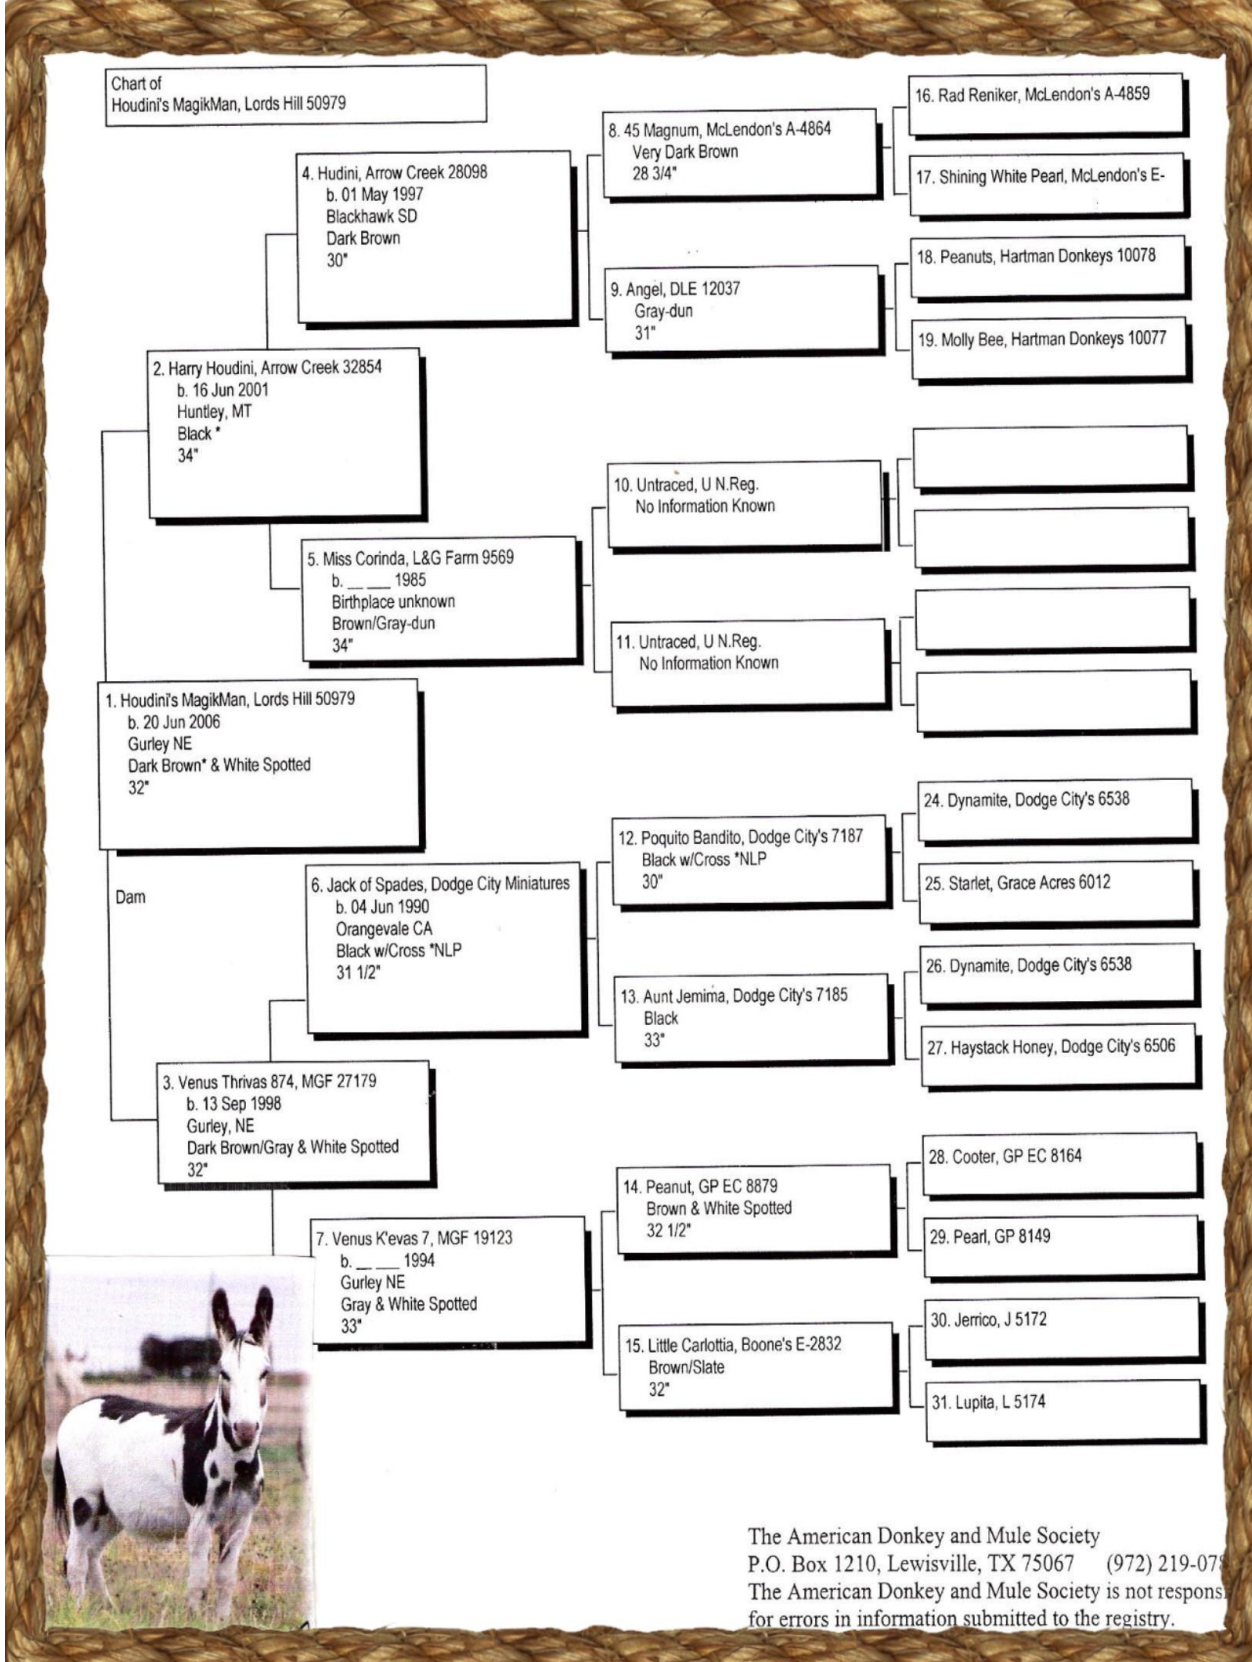 Chart of
Houdini's MagikMan, Lords Hill 50979
16. Rad Reniker, McLendon's A-4859
8. 45 Magnum, McLendon's A-4864
Very Dark Brown
28 3/4"
17. Shining White Pearl, McLendon's E-
4. Hudini, Arrow Creek 28098
b. 01 May 1997
Blackhawk SD
Dark Brown
30"
18. Peanuts, Hartman Donkeys 10078
9. Angel, DLE 12037
Gray-dun
31"
19. Molly Bee, Hartman Donkeys 10077
2. Harry Houdini, Arrow Creek 32854
b. 16 Jun 2001
Huntley, MT
Black *
34"
10. Untraced, U N.Reg.
No Information Known
5. Miss Corinda, L&G Farm 9569
b. __ ___ 1985
Birthplace unknown
Brown/Gray-dun
34"
11. Untraced, U N.Reg.
No Information Known
1. Houdini's MagikMan, Lords Hill 50979
b. 20 Jun 2006
Gurley NE
Dark Brown* & White Spotted
32"
24. Dynamite, Dodge City's 6538
12. Poquito Bandito, Dodge City's 7187
Black w/Cross *NLP
30"
25. Starlet, Grace Acres 6012
Dam
6. Jack of Spades, Dodge City Miniatures
b. 04 Jun 1990
Orangevale CA
Black w/Cross *NLP
31 1/2"
26. Dynamite, Dodge City's 6538
13. Aunt Jemima, Dodge City's 7185
Black
33"
27. Haystack Honey, Dodge City's 6506
3. Venus Thrivas 874, MGF 27179
b. 13 Sep 1998
Gurley, NE
Dark Brown/Gray & White Spotted
32"
28. Cooter, GP EC 8164
14. Peanut, GP EC 8879
Brown & White Spotted
32 1/2"
29. Pearl, GP 8149
7. Venus K'evas 7, MGF 19123
b. __ ___ 1994
Gurley NE
Gray & White Spotted
33"
30. Jerrico, J 5172
15. Little Carlottia, Boone's E-2832
Brown/Slate
32"
31. Lupita, L 5174
The American Donkey and Mule Society
P.O. Box 1210, Lewisville, TX 75067 (972) 219-07
The American Donkey and Mule Society is not respons
for errors in information submitted to the registry.